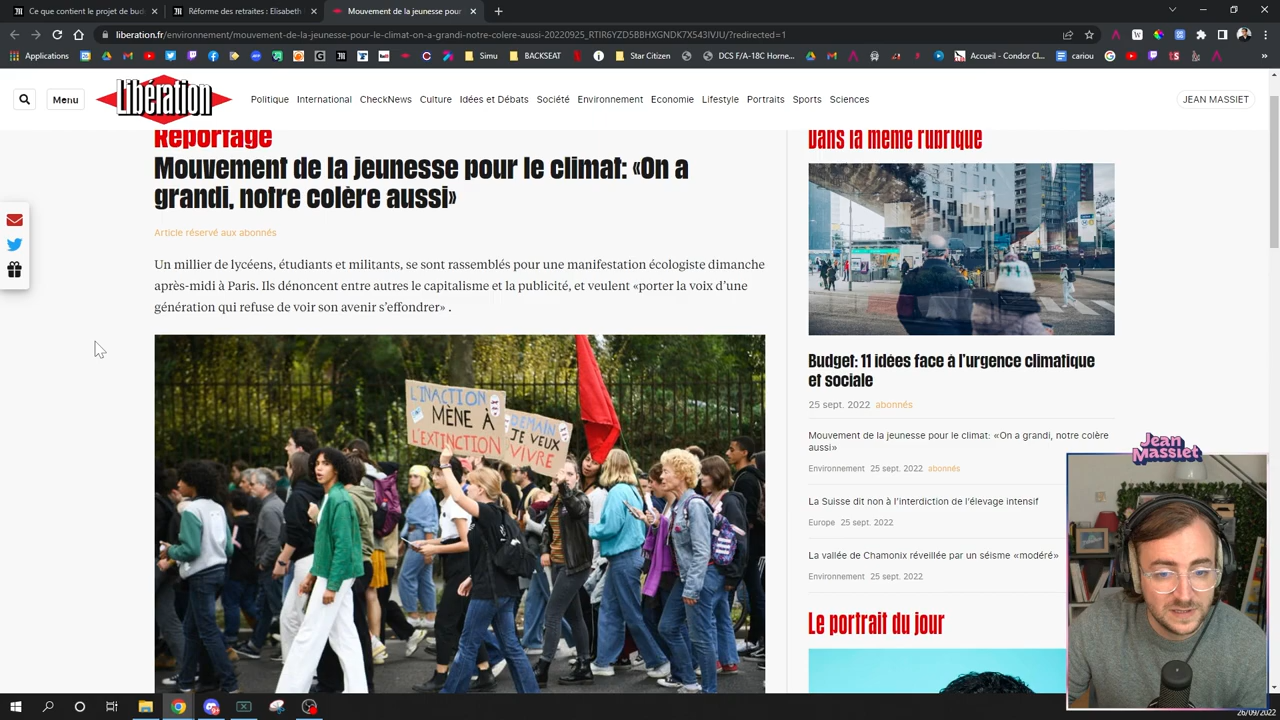 Ce que contient le projet de bud
Réforme des retraites : Elisabeth
Mouvement de la jeunesse pour
liberation.fr/environnement/mouvement-de-la-jeunesse-pour-le-climat-on-a-grandi-notre-colere-aussi-20220925_RTIR6YZD5BBHXGNDK7X543IVJU/?redirected=1
Applications
Simu
BACKSEAT
Star Citizen
DCS F/A-18C Horne...
Accueil - Condor Cl...
cariou
Menu
Libération
Politique
International
CheckNews
Culture
Idées et Débats
Société
Environnement
Economie
Lifestyle
Portraits
Sports
Sciences
JEAN MASSIET
Reportage
Mouvement de la jeunesse pour le climat: «On a
grandi, notre colère aussi»
Article réservé aux abonnés
Un millier de lycéens, étudiants et militants, se sont rassemblés pour une manifestation écologiste dimanche
après-midi à Paris. Ils dénoncent entre autres le capitalisme et la publicité, et veulent «porter la voix d'une
génération qui refuse de voir son avenir s'effondrer» .
L'INACTION
MÈNE À
L'EXTINCTION
DEMAIN
JE VEUX
VIVRE
Dans la même rubrique
Budget: 11 idées face à l'urgence climatique
et sociale
25 sept. 2022 abonnés
Mouvement de la jeunesse pour le climat: «On a grandi, notre colère
aussi»
Environnement 25 sept. 2022 abonnés
La Suisse dit non à l'interdiction de l'élevage intensif
Europe 25 sept. 2022
La vallée de Chamonix réveillée par un séisme «modéré»
Environnement 25 sept. 2022
Le portrait du jour
Jean
Massiet
26/09/2022